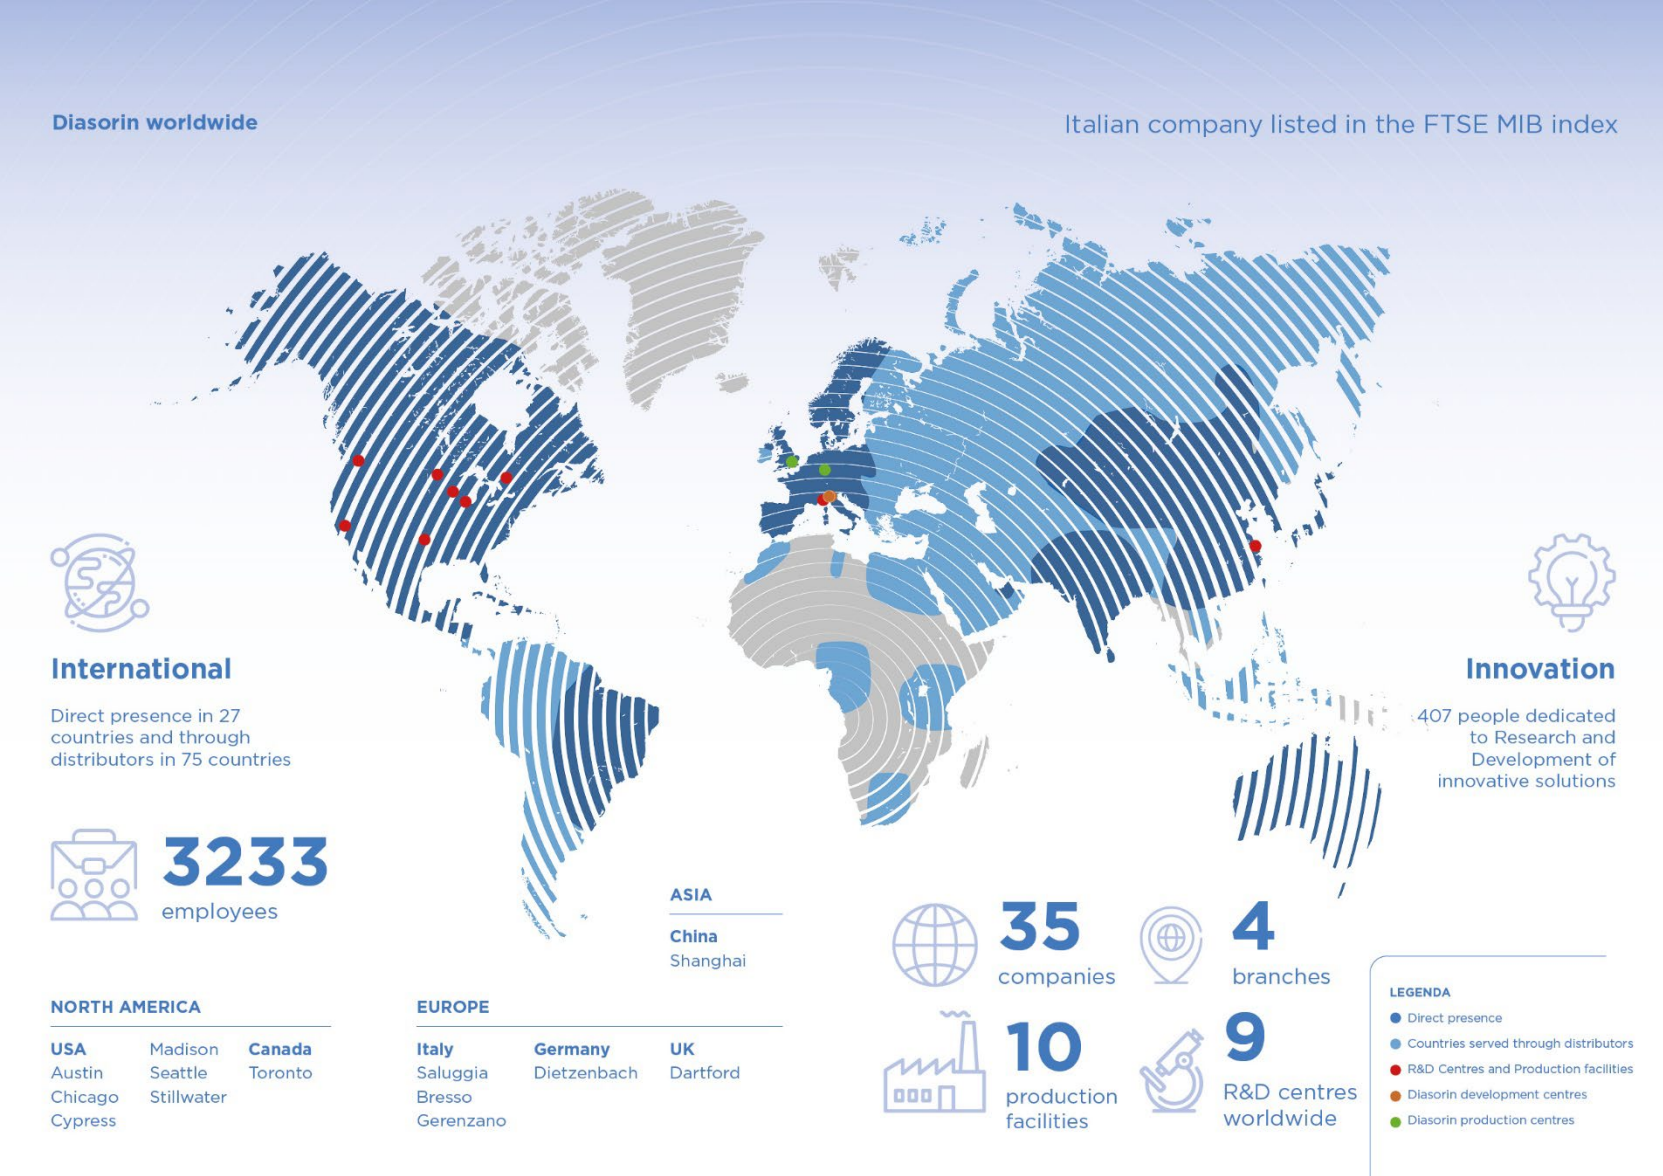 Diasorin worldwide
Italian company listed in the FTSE MIB index
International
Direct presence in 27
countries and through
distributors in 75 countries
3233
employees
Innovation
407 people dedicated
to Research and
Development of
innovative solutions
NORTH AMERICA
USA
Austin
Chicago
Cypress
Madison
Seattle
Stillwater
Canada
Toronto
EUROPE
Italy
Saluggia
Bresso
Gerenzano
Germany
Dietzenbach
UK
Dartford
ASIA
China
Shanghai
35
companies
4
branches
10
production
facilities
9
R&D centres
worldwide
LEGENDA
Direct presence
Countries served through distributors
R&D Centres and Production facilities
Diasorin development centres
Diasorin production centres